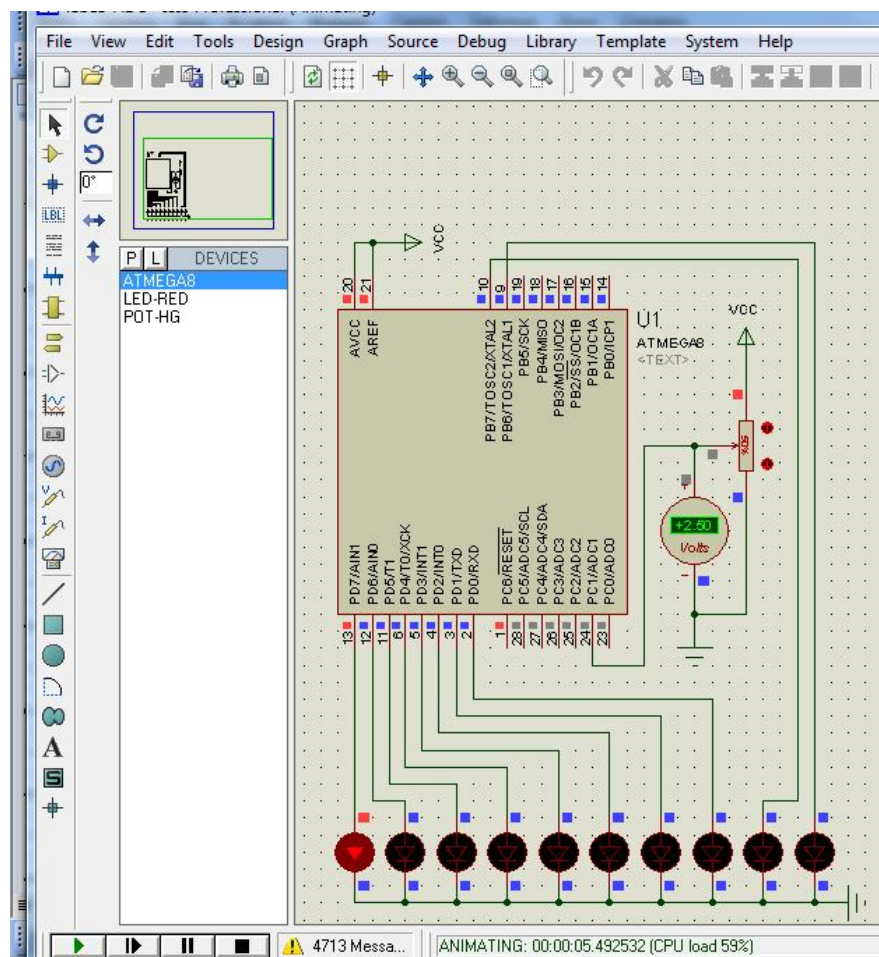 File View Edit Tools Design Graph Source Debug Library Template System Help
0°
LBL
P L DEVICES
ATMEGA8
LED-RED
POT-HG
A
S
VCC
20
21
10
9
19
18
17
16
15
14
AVCC
AREF
PB7/TOSC2/XTAL2
PB6/TOSC1/XTAL1
PB5/SCK
PB4/MISO
PB3/MOSI/OC2
PB2/SS/OC1B
PB1/OC1A
PB0/ICP1
U1
ATMEGA8
<TEXT>
VCC
50%
+2.50
Volts
PD7/AIN1
PD6/AIN0
PD5/T1
PD4/T0/XCK
PD3/INT1
PD2/INT0
PD1/TXD
PD0/RXD
PC6/RESET
PC5/ADC5/SCL
PC4/ADC4/SDA
PC3/ADC3
PC2/ADC2
PC1/ADC1
PC0/ADC0
13
12
11
6
5
4
3
2
1
28
27
26
25
24
23
4713 Messa...
ANIMATING: 00:00:05.492532 (CPU load 59%)